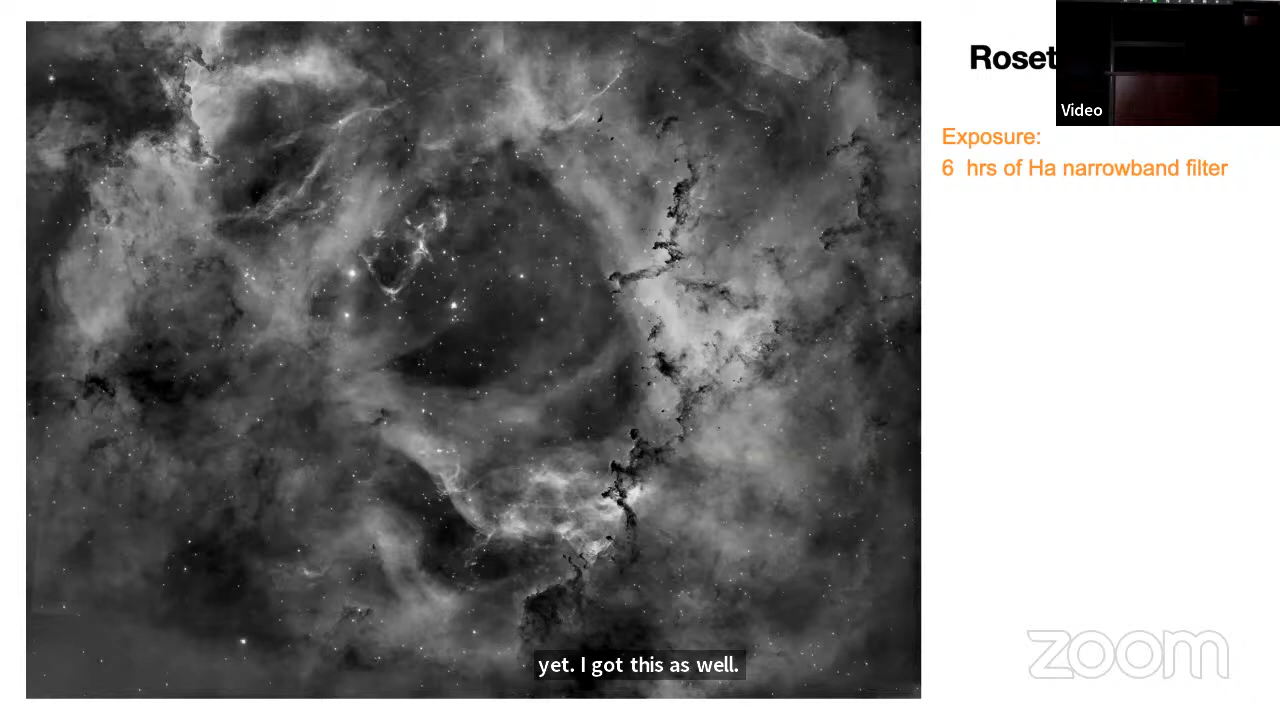 Roset
Video
Exposure:
6 hrs of Ha narrowband filter
yet. I got this as well.
zoom